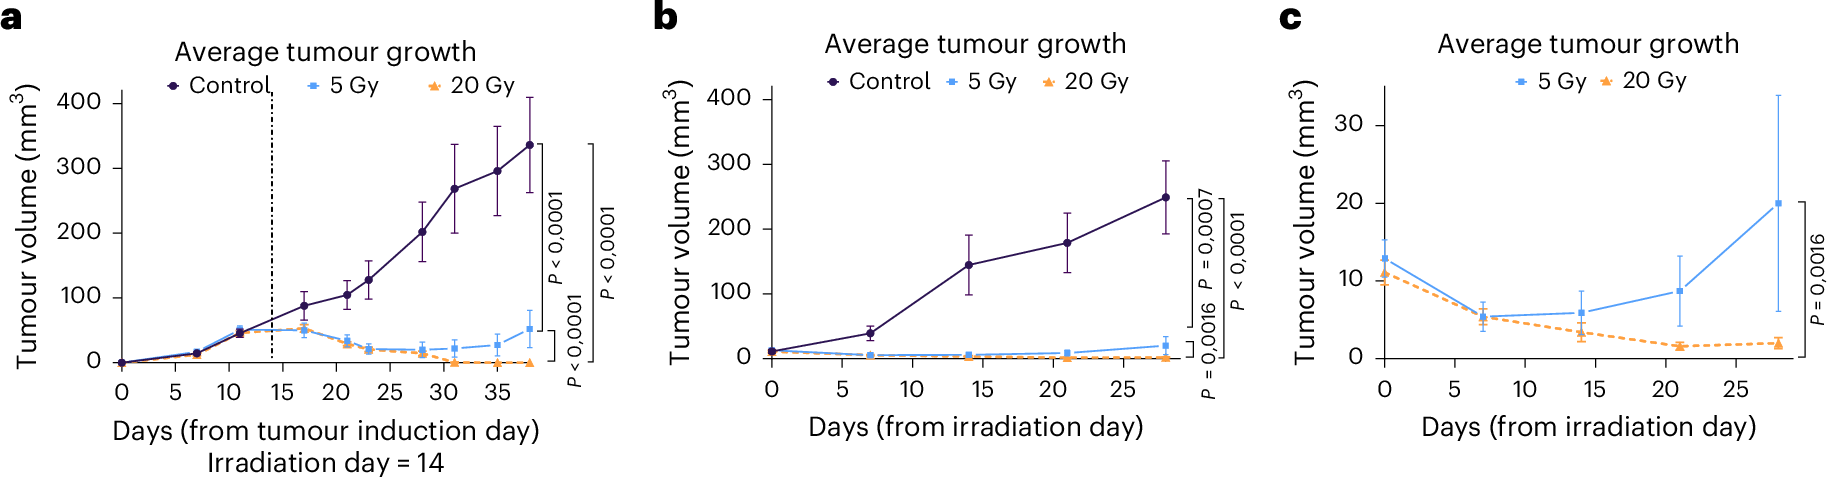 a
Average tumour growth
Control 5 Gy 20 Gy
Tumour volume (mm³)
400
300
200
100
0
0 5 10 15 20 25 30 35
Days (from tumour induction day)
Irradiation day = 14
P < 0,0001
P < 0,0001
P < 0,0001
b
Average tumour growth
Control 5 Gy 20 Gy
Tumour volume (mm³)
400
300
200
100
0
0 5 10 15 20 25
Days (from irradiation day)
P = 0,0007
P = 0,0016
P < 0,0001
c
Average tumour growth
5 Gy 20 Gy
Tumour volume (mm³)
30
20
10
0
0 5 10 15 20 25
Days (from irradiation day)
P = 0,0016